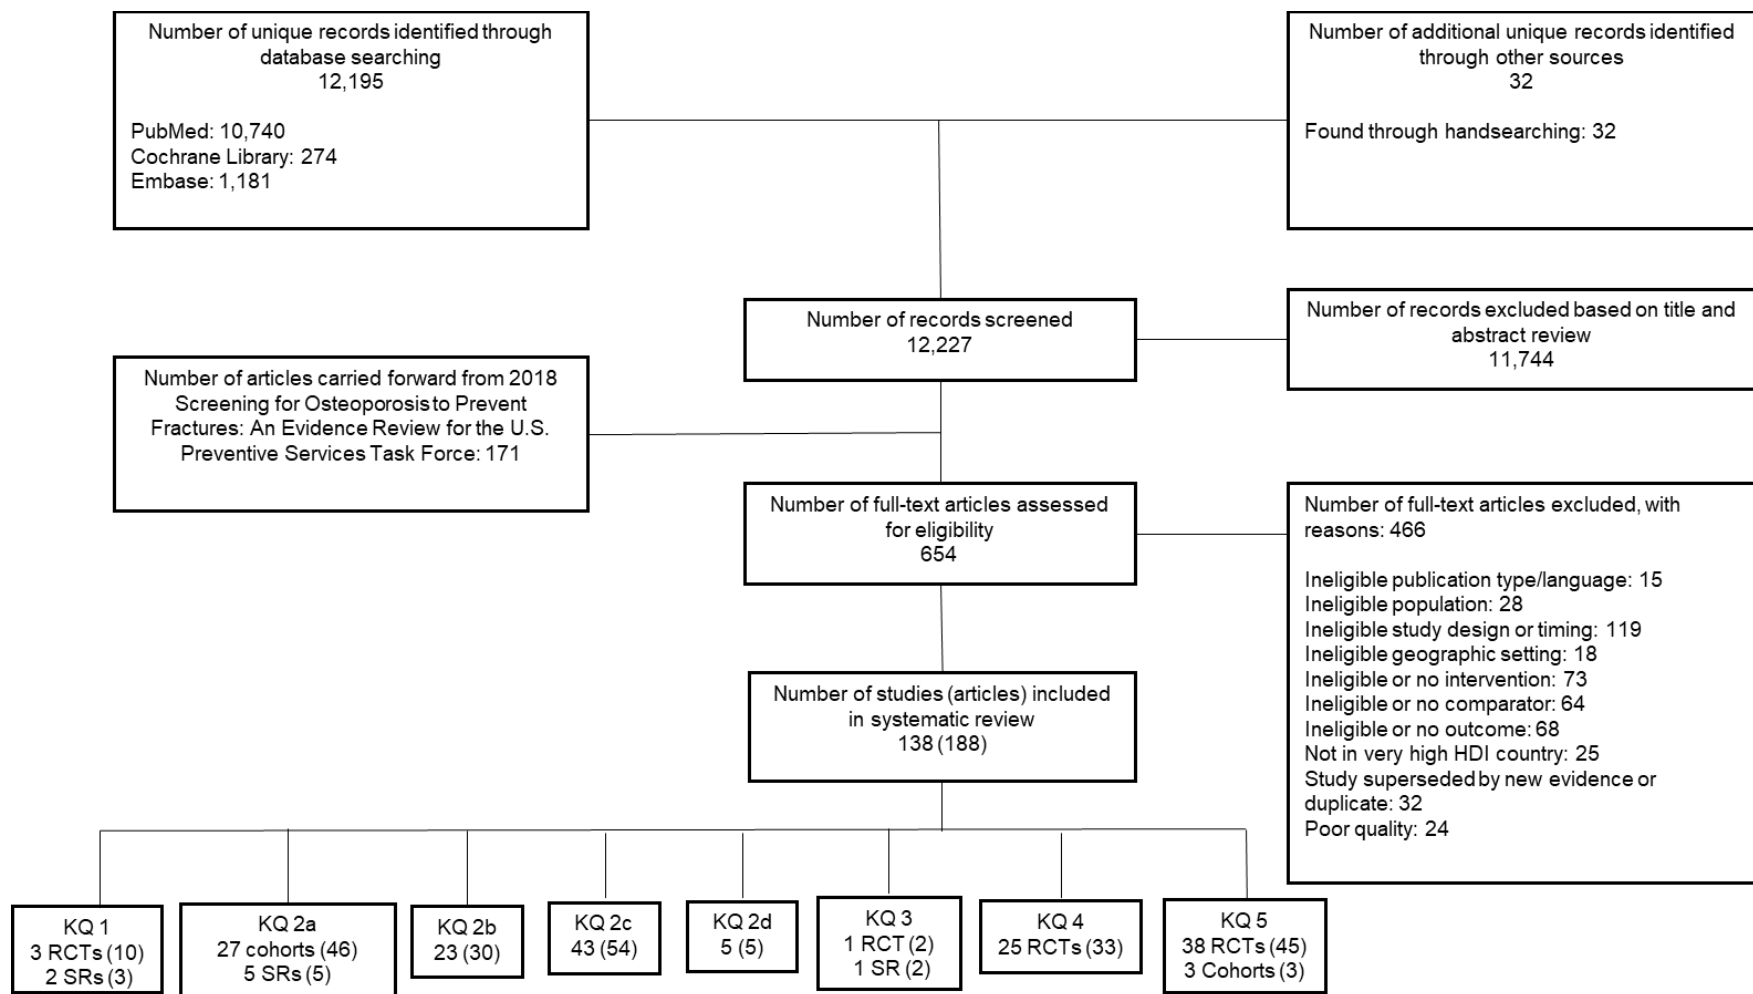 Number of unique records identified through
database searching
12,195
PubMed: 10,740
Cochrane Library: 274
Embase: 1,181
Number of additional unique records identified
through other sources
32
Found through handsearching: 32
Number of records screened
12,227
Number of records excluded based on title and
abstract review
11,744
Number of articles carried forward from 2018
Screening for Osteoporosis to Prevent
Fractures: An Evidence Review for the U.S.
Preventive Services Task Force: 171
Number of full-text articles assessed
for eligibility
654
Number of full-text articles excluded, with
reasons: 466
Ineligible publication type/language: 15
Ineligible population: 28
Ineligible study design or timing: 119
Ineligible geographic setting: 18
Ineligible or no intervention: 73
Ineligible or no comparator: 64
Ineligible or no outcome: 68
Not in very high HDI country: 25
Study superseded by new evidence or
duplicate: 32
Poor quality: 24
Number of studies (articles) included
in systematic review
138 (188)
KQ 1
3 RCTs (10)
2 SRs (3)
KQ 2a
27 cohorts (46)
5 SRs (5)
KQ 2b
23 (30)
KQ 2c
43 (54)
KQ 2d
5 (5)
KQ 3
1 RCT (2)
1 SR (2)
KQ 4
25 RCTs (33)
KQ 5
38 RCTs (45)
3 Cohorts (3)